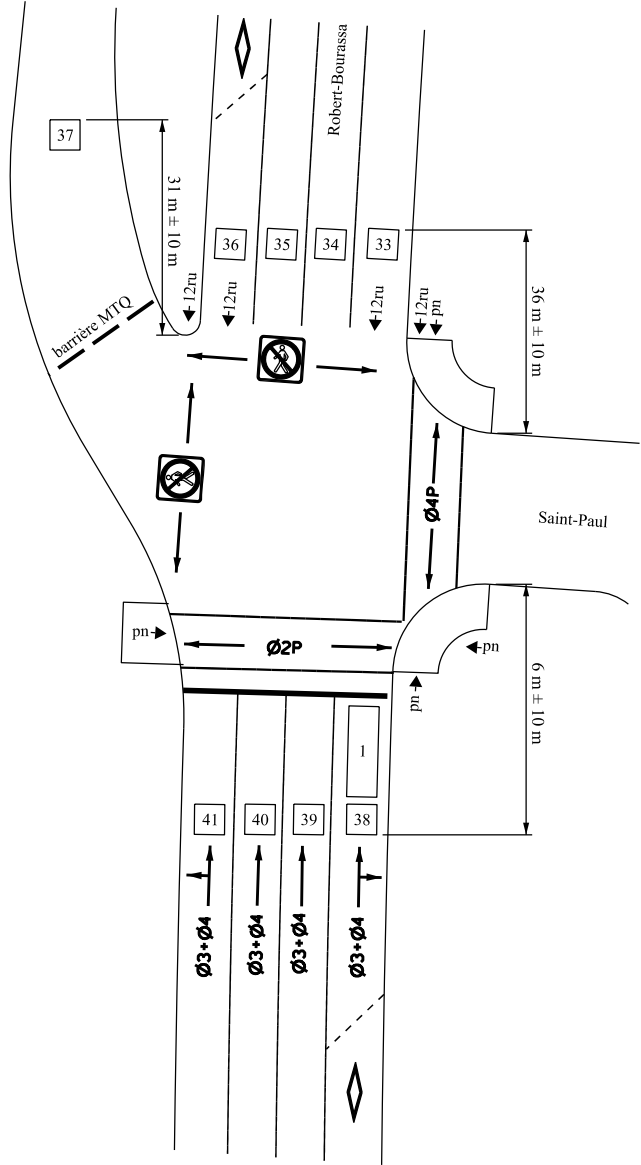 Robert-Bourassa
37
31 m ± 10 m
36
35
34
33
12ru
12ru
12ru
12ru
pn
36 m ± 10 m
barrière MTQ
Ø4P
Saint-Paul
pn
Ø2P
pn
pn
6 m ± 10 m
1
41
40
39
38
Ø3+Ø4
Ø3+Ø4
Ø3+Ø4
Ø3+Ø4